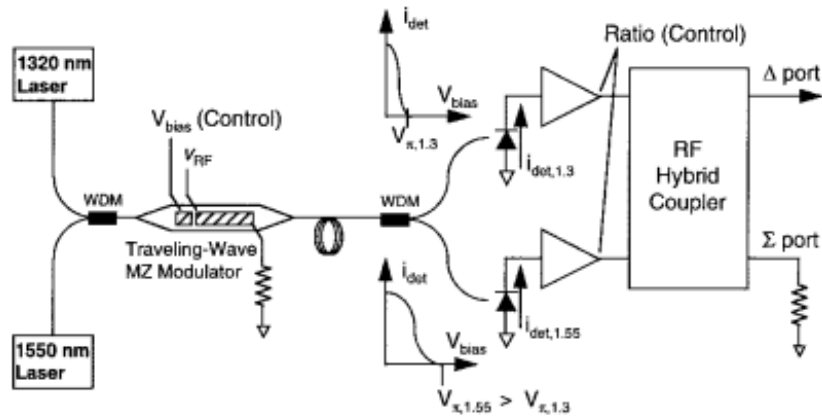 1320 nm
Laser
V_bias (Control)
v_RF
WDM
Traveling-Wave
MZ Modulator
1550 nm
Laser
i_det
V_bias
V_π,1.3
WDM
i_det
V_bias
V_π,1.55 > V_π,1.3
i_det,1.3
i_det,1.55
Ratio (Control)
RF
Hybrid
Coupler
Δ port
Σ port